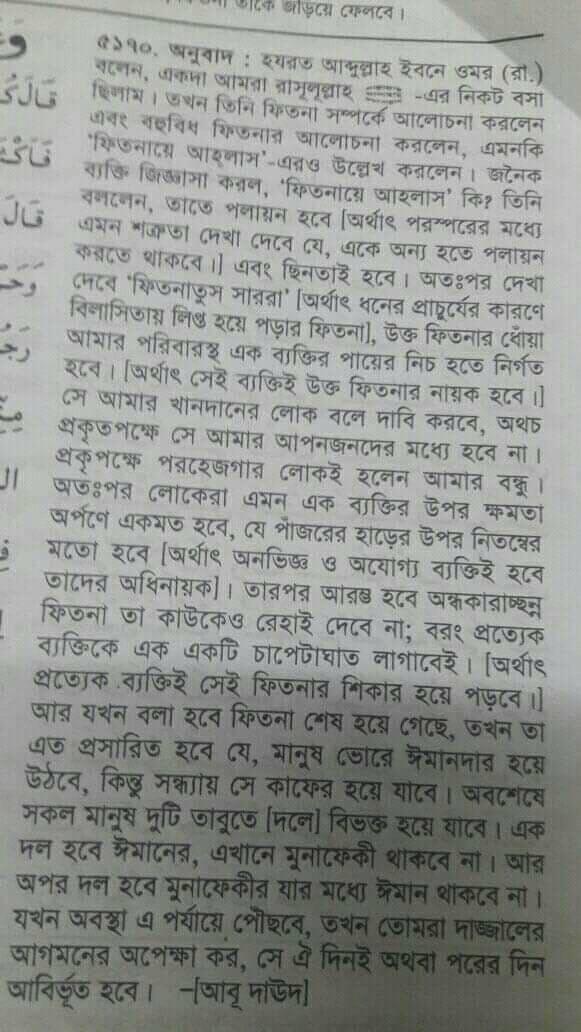 তাকে জড়িয়ে ফেলবে।
৫১৭০. অনুবাদ : হযরত আব্দুল্লাহ ইবনে ওমর (রা.)
বলেন, একদা আমরা রাসূলুল্লাহ ﷺ -এর নিকট বসা
ছিলাম। তখন তিনি ফিতনা সম্পর্কে আলোচনা করলেন
এবং বহুবিধ ফিতনার আলোচনা করলেন, এমনকি
'ফিতনায়ে আহলাস'-এরও উল্লেখ করলেন। জনৈক
ব্যক্তি জিজ্ঞাসা করল, 'ফিতনায়ে আহলাস' কি? তিনি
বললেন, তাতে পলায়ন হবে [অর্থাৎ পরস্পরের মধ্যে
এমন শত্রুতা দেখা দেবে যে, একে অন্য হতে পলায়ন
করতে থাকবে।] এবং ছিনতাই হবে। অতঃপর দেখা
দেবে 'ফিতনাতুস সাররা' [অর্থাৎ ধনের প্রাচুর্যের কারণে
বিলাসিতায় লিপ্ত হয়ে পড়ার ফিতনা], উক্ত ফিতনার ধোঁয়া
আমার পরিবারস্থ এক ব্যক্তির পায়ের নিচ হতে নির্গত
হবে। [অর্থাৎ সেই ব্যক্তিই উক্ত ফিতনার নায়ক হবে।]
সে আমার খানদানের লোক বলে দাবি করবে, অথচ
প্রকৃতপক্ষে সে আমার আপনজনদের মধ্যে হবে না।
প্রকৃপক্ষে পরহেজগার লোকই হলেন আমার বন্ধু।
অতঃপর লোকেরা এমন এক ব্যক্তির উপর ক্ষমতা
অর্পণে একমত হবে, যে পাঁজরের হাড়ের উপর নিতম্বের
মতো হবে [অর্থাৎ অনভিজ্ঞ ও অযোগ্য ব্যক্তিই হবে
তাদের অধিনায়ক]। তারপর আরম্ভ হবে অন্ধকারাচ্ছন্ন
ফিতনা তা কাউকেও রেহাই দেবে না; বরং প্রত্যেক
ব্যক্তিকে এক একটি চাপেটাঘাত লাগাবেই। [অর্থাৎ
প্রত্যেক ব্যক্তিই সেই ফিতনার শিকার হয়ে পড়বে।]
আর যখন বলা হবে ফিতনা শেষ হয়ে গেছে, তখন তা
এত প্রসারিত হবে যে, মানুষ ভোরে ঈমানদার হয়ে
উঠবে, কিন্তু সন্ধ্যায় সে কাফের হয়ে যাবে। অবশেষে
সকল মানুষ দুটি তাবুতে [দলে] বিভক্ত হয়ে যাবে। এক
দল হবে ঈমানের, এখানে মুনাফেকী থাকবে না। আর
অপর দল হবে মুনাফেকীর যার মধ্যে ঈমান থাকবে না।
যখন অবস্থা এ পর্যায়ে পৌঁছবে, তখন তোমরা দাজ্জালের
আগমনের অপেক্ষা কর, সে ঐ দিনই অথবা পরের দিন
আবির্ভূত হবে। -[আবূ দাউদ]